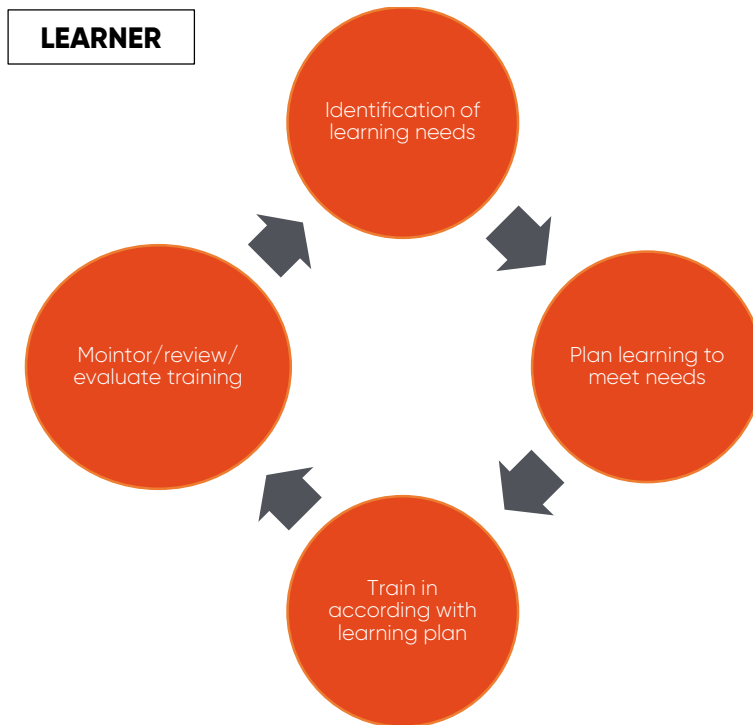 LEARNER
Identification of
learning needs
Plan learning to
meet needs
Train in
according with
learning plan
Mointor/review/
evaluate training